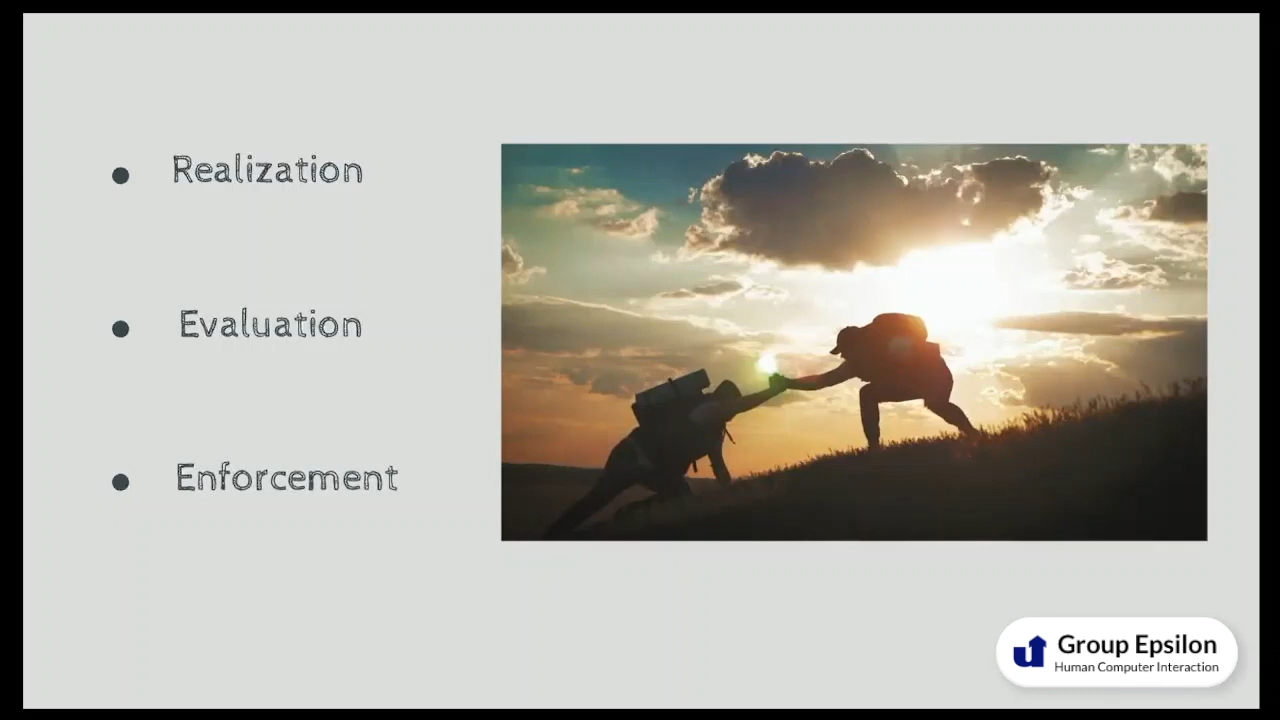 Realization
Evaluation
Enforcement
Group Epsilon
Human Computer Interaction